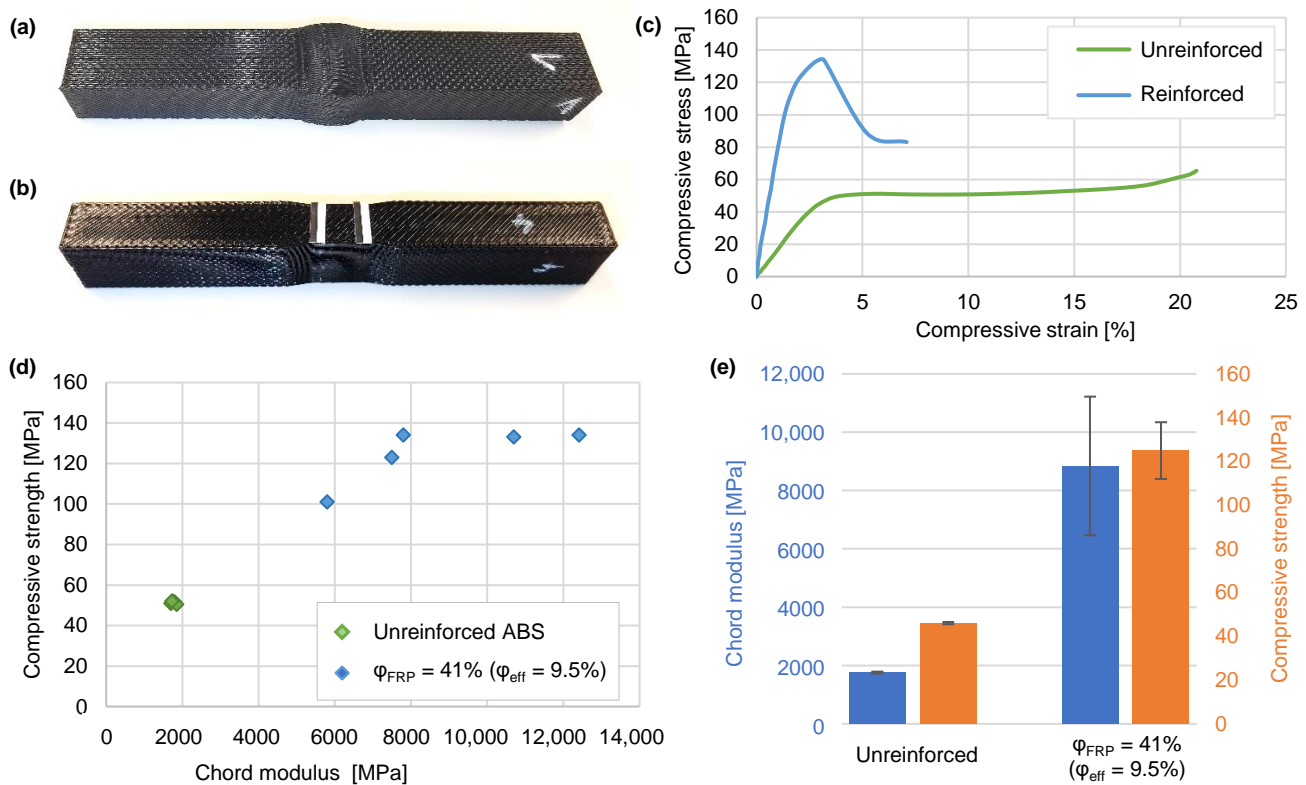 (a)
(b)
(c)
Compressive stress [MPa]
160
140
120
100
80
60
40
20
0
0 5 10 15 20 25
Compressive strain [%]
Unreinforced
Reinforced
(d)
Compressive strength [MPa]
160
140
120
100
80
60
40
20
0
0 2000 4000 6000 8000 10,000 12,000 14,000
Chord modulus [MPa]
Unreinforced ABS
φFRP = 41% (φeff = 9.5%)
(e)
Chord modulus [MPa]
12,000
10,000
8000
6000
4000
2000
0
160
140
120
100
80
60
40
20
0
Compressive strength [MPa]
Unreinforced
φFRP = 41%
(φeff = 9.5%)